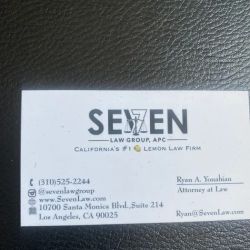 SEVEN
LAW GROUP, APC
CALIFORNIA'S #1 LEMON LAW FIRM
(310)525-2244
@sevenlawgroup
www.SevenLaw.com
10700 Santa Monica Blvd.,Suite 214
Los Angeles, CA 90025
Ryan A. Yonabian
Attorney at Law
Ryan@SevenLaw.com